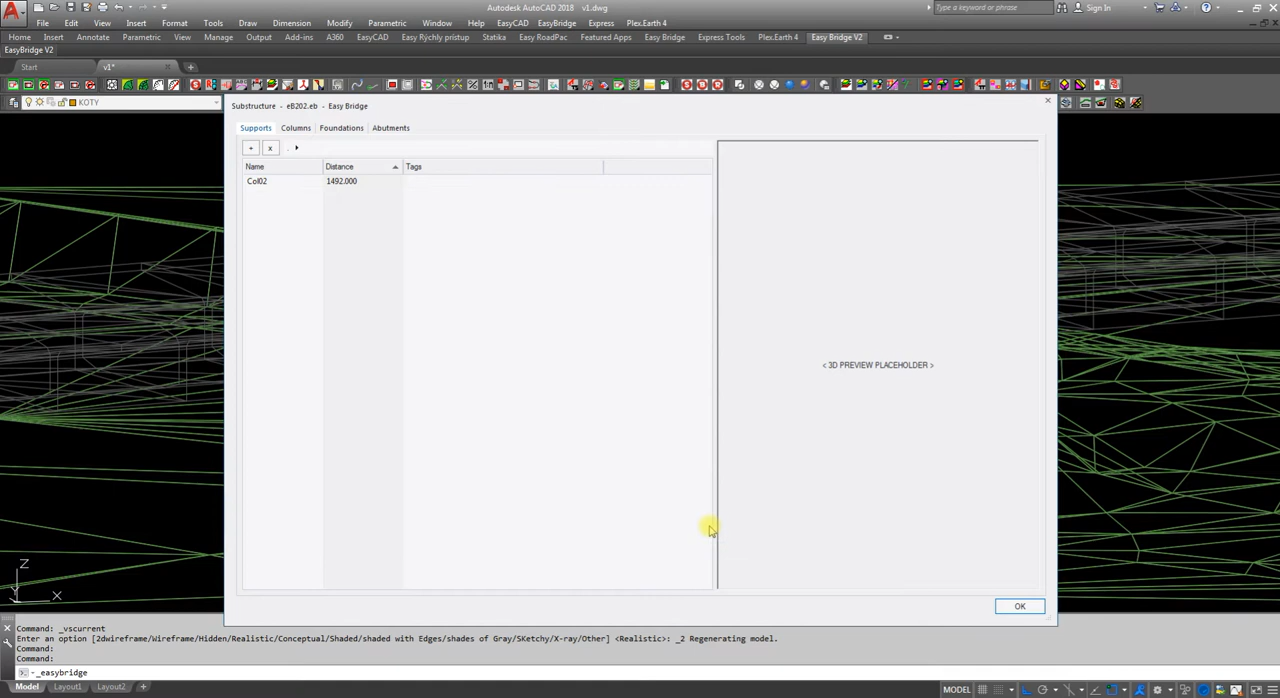 Autodesk AutoCAD 2018 v1.dwg
Type a keyword or phrase
Sign In
File Edit View Insert Format Tools Draw Dimension Modify Parametric Window Help EasyCAD EasyBridge Express Plex.Earth 4
Home Insert Annotate Parametric View Manage Output Add-ins A360 EasyCAD Easy Rýchly prístup Statika Easy RoadPac Featured Apps Easy Bridge Express Tools Plex.Earth 4 Easy Bridge V2
EasyBridge V2
Start v1*
KOTY
Substructure - eB202.eb - Easy Bridge
Supports Columns Foundations Abutments
+ x
Name Distance Tags
Col02 1492.000
< 3D PREVIEW PLACEHOLDER >
OK
Z
Y X
Command: _vscurrent
Enter an option [2dwireframe/Wireframe/Hidden/Realistic/Conceptual/Shaded/shaded with Edges/shades of Gray/SKetchy/X-ray/Other] <Realistic>: _2 Regenerating model.
Command:
Command:
-_easybridge
Model Layout1 Layout2 +
MODEL